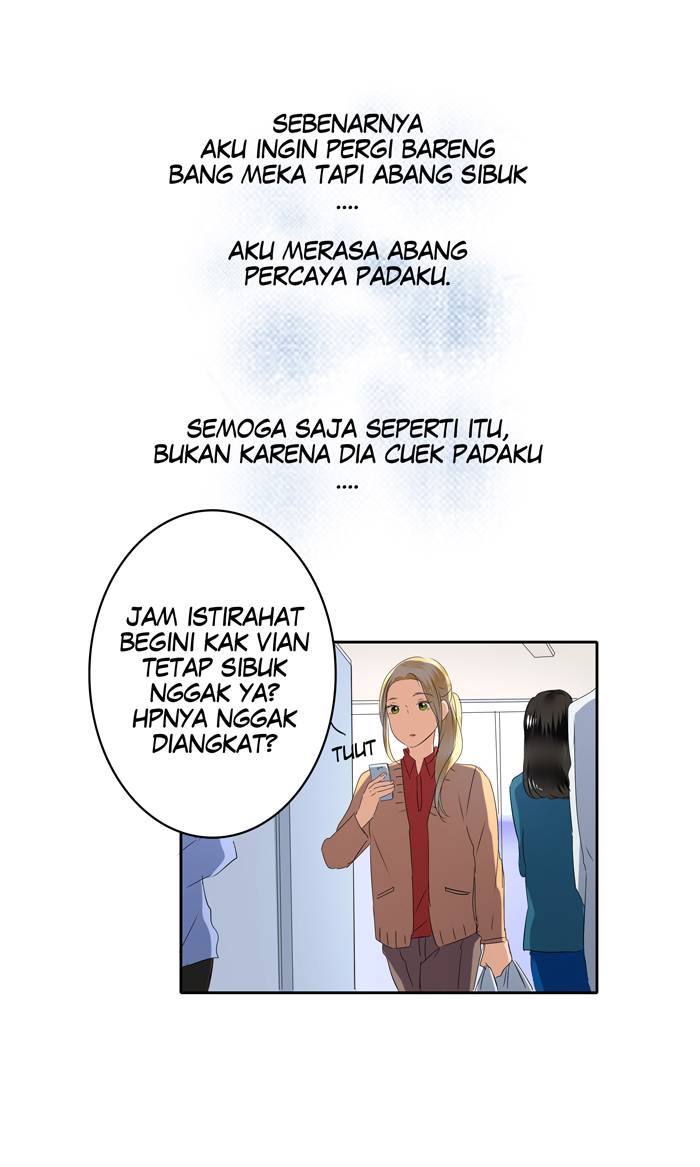 SEBENARNYA
AKU INGIN PERGI BARENG
BANG MEKA TAPI ABANG SIBUK
....
AKU MERASA ABANG
PERCAYA PADAKU.
SEMOGA SAJA SEPERTI ITU,
BUKAN KARENA DIA CUEK PADAKU
....
JAM ISTIRAHAT
BEGINI KAK VIAN
TETAP SIBUK
NGGAK YA?
HPNYA NGGAK
DIANGKAT?
TUUT